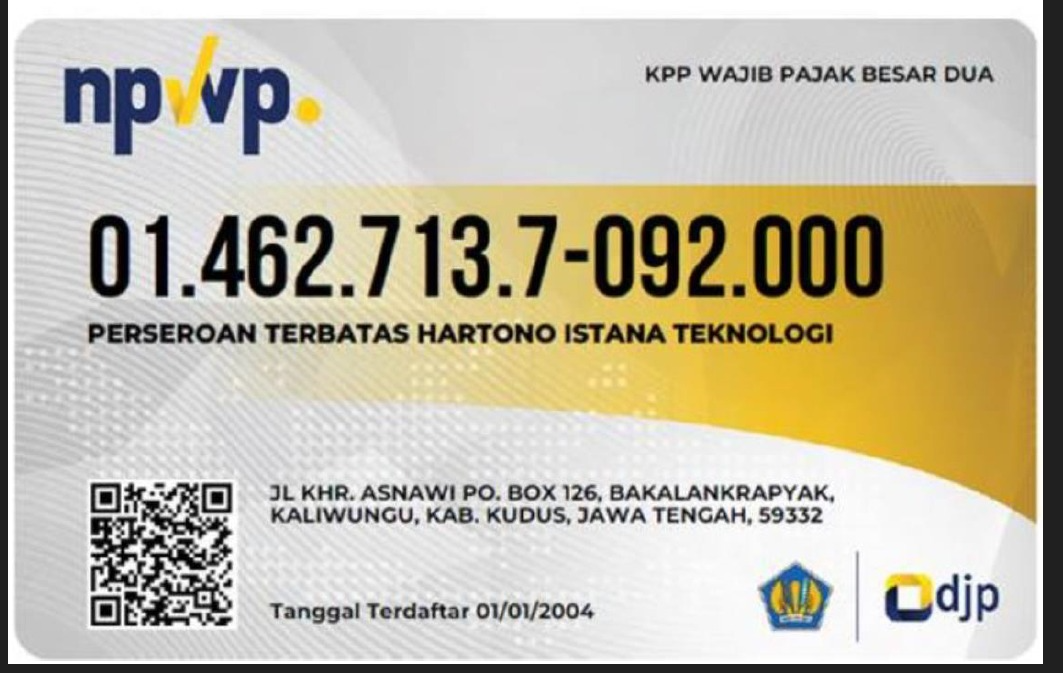 npwp.
KPP WAJIB PAJAK BESAR DUA
01.462.713.7-092.000
PERSEROAN TERBATAS HARTONO ISTANA TEKNOLOGI
JL KHR. ASNAWI PO. BOX 126, BAKALANKRAPYAK,
KALIWUNGU, KAB. KUDUS, JAWA TENGAH, 59332
Tanggal Terdaftar 01/01/2004
djp